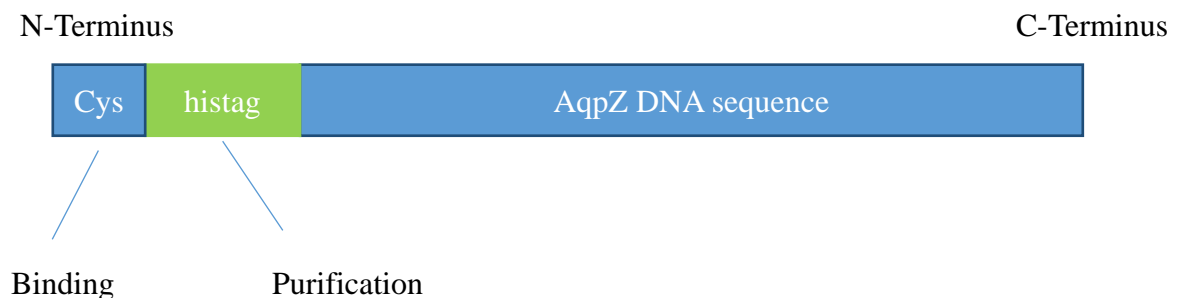 N-Terminus C-Terminus
Cys histag AqpZ DNA sequence
Binding Purification